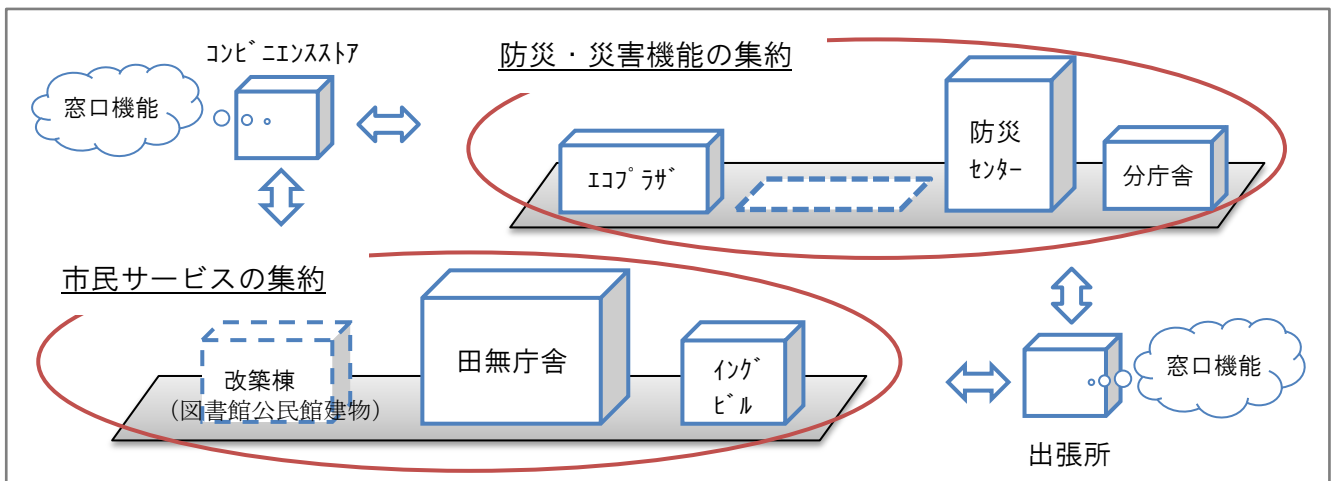 コンビニエンスストア
窓口機能
防災・災害機能の集約
エコプラザ
防災
センター
分庁舎
市民サービスの集約
改築棟
（図書館公民館建物）
田無庁舎
イング
ビル
窓口機能
出張所